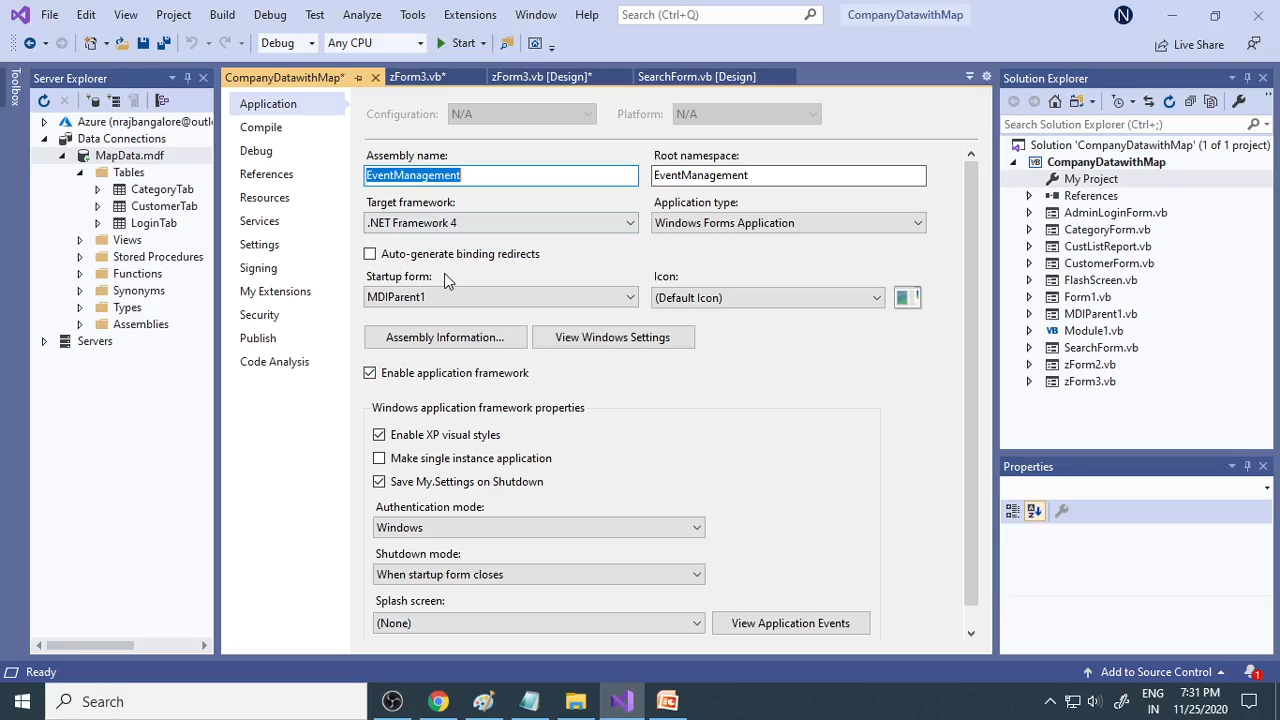 File Edit View Project Build Debug Test Analyze Tools Extensions Window Help Search (Ctrl+Q) CompanyDatawithMap N
Debug Any CPU Start Live Share
Toolbox
Server Explorer
Azure (nrajbangalore@outlo
Data Connections
MapData.mdf
Tables
CategoryTab
CustomerTab
LoginTab
Views
Stored Procedures
Functions
Synonyms
Types
Assemblies
Servers
CompanyDatawithMap* zForm3.vb* zForm3.vb [Design]* SearchForm.vb [Design]
Application
Compile
Debug
References
Resources
Services
Settings
Signing
My Extensions
Security
Publish
Code Analysis
Configuration: N/A Platform: N/A
Assembly name: Root namespace:
EventManagement EventManagement
Target framework: Application type:
.NET Framework 4 Windows Forms Application
Auto-generate binding redirects
Startup form: Icon:
MDIParent1 (Default Icon)
Assembly Information... View Windows Settings
Enable application framework
Windows application framework properties
Enable XP visual styles
Make single instance application
Save My.Settings on Shutdown
Authentication mode:
Windows
Shutdown mode:
When startup form closes
Splash screen:
(None) View Application Events
Solution Explorer
Search Solution Explorer (Ctrl+;)
Solution 'CompanyDatawithMap' (1 of 1 project)
VB CompanyDatawithMap
My Project
References
AdminLoginForm.vb
CategoryForm.vb
CustListReport.vb
CustomerForm.vb
FlashScreen.vb
Form1.vb
MDIParent1.vb
VB Module1.vb
SearchForm.vb
zForm2.vb
zForm3.vb
Properties
Ready Add to Source Control 1
Search ENG IN 7:31 PM 11/25/2020